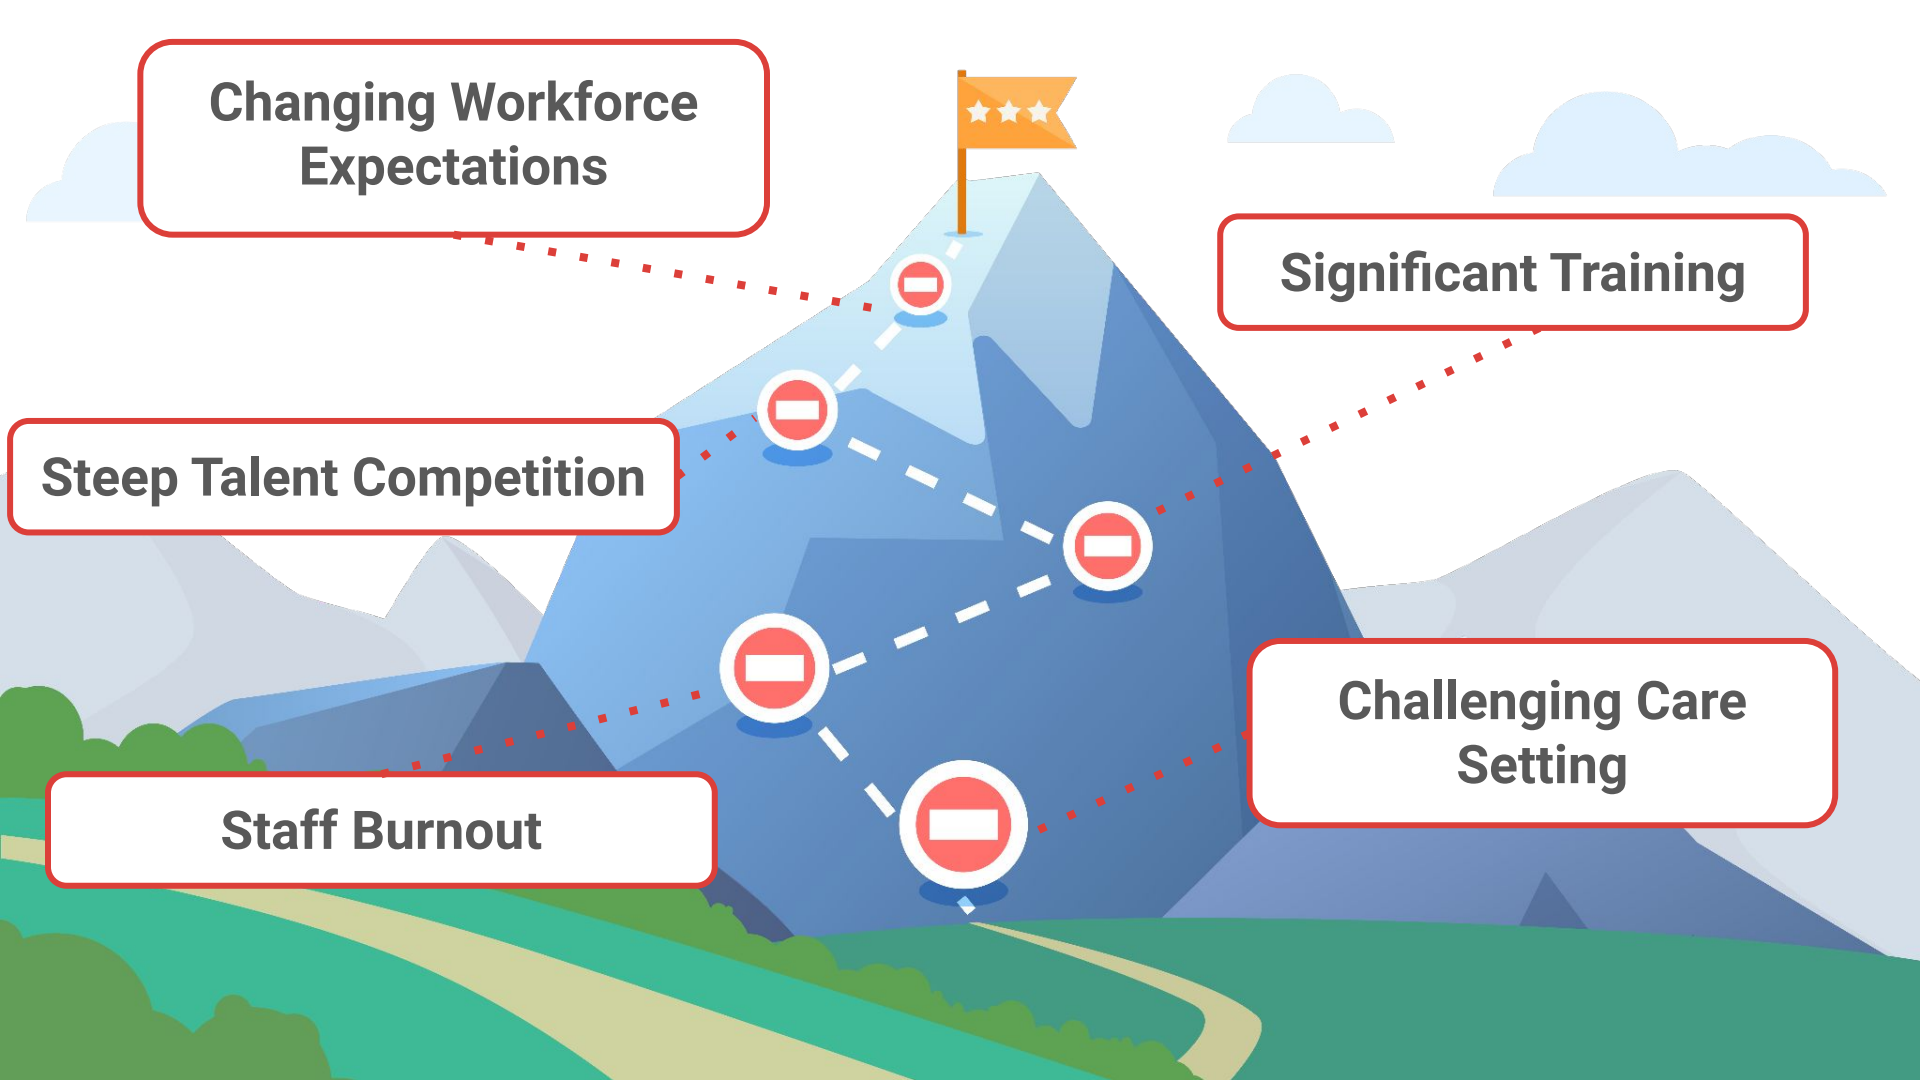 Changing Workforce
Expectations
Significant Training
Steep Talent Competition
Challenging Care
Setting
Staff Burnout